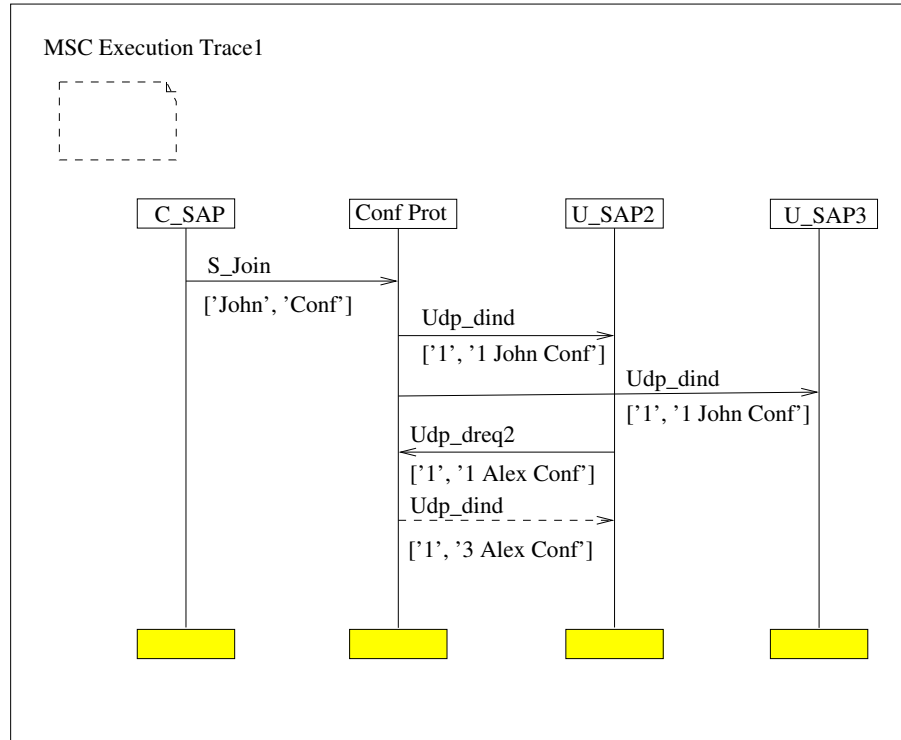 MSC Execution Trace1
C_SAP
Conf Prot
U_SAP2
U_SAP3
S_Join
['John', 'Conf']
Udp_dind
['1', '1 John Conf']
Udp_dind
['1', '1 John Conf']
Udp_dreq2
['1', '1 Alex Conf']
Udp_dind
['1', '3 Alex Conf']